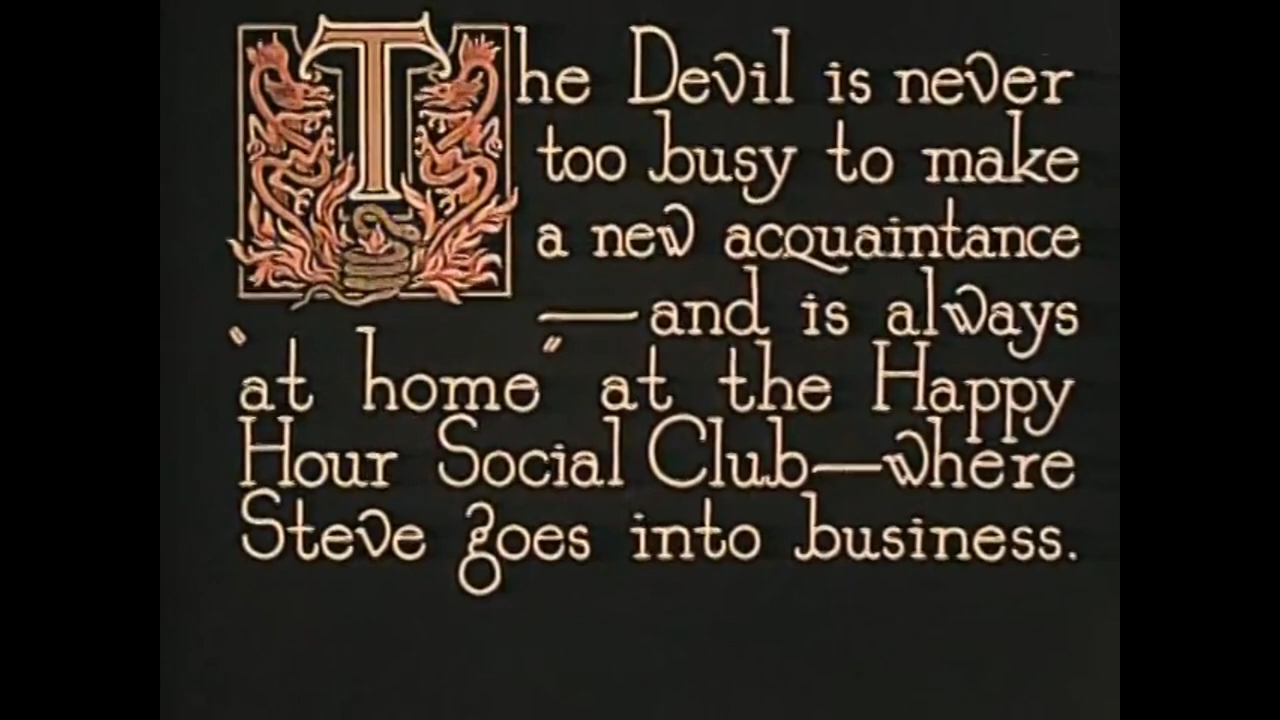 The Devil is never
too busy to make
a new acquaintance
—and is always
"at home" at the Happy
Hour Social Club—where
Steve goes into business.